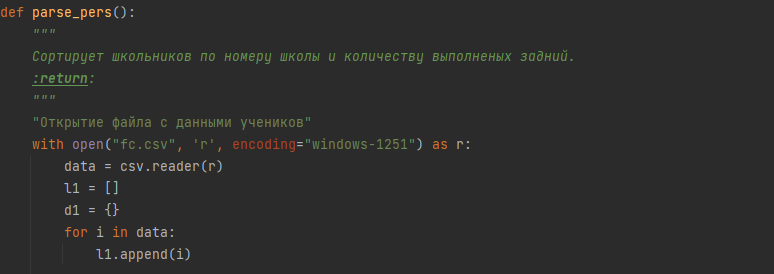 def parse_pers():
    """
    Сортирует школьников по номеру школы и количеству выполненых задний.
    :return:
    """
    "Открытие файла с данными учеников"
    with open("fc.csv", 'r', encoding="windows-1251") as r:
        data = csv.reader(r)
        l1 = []
        d1 = {}
        for i in data:
            l1.append(i)